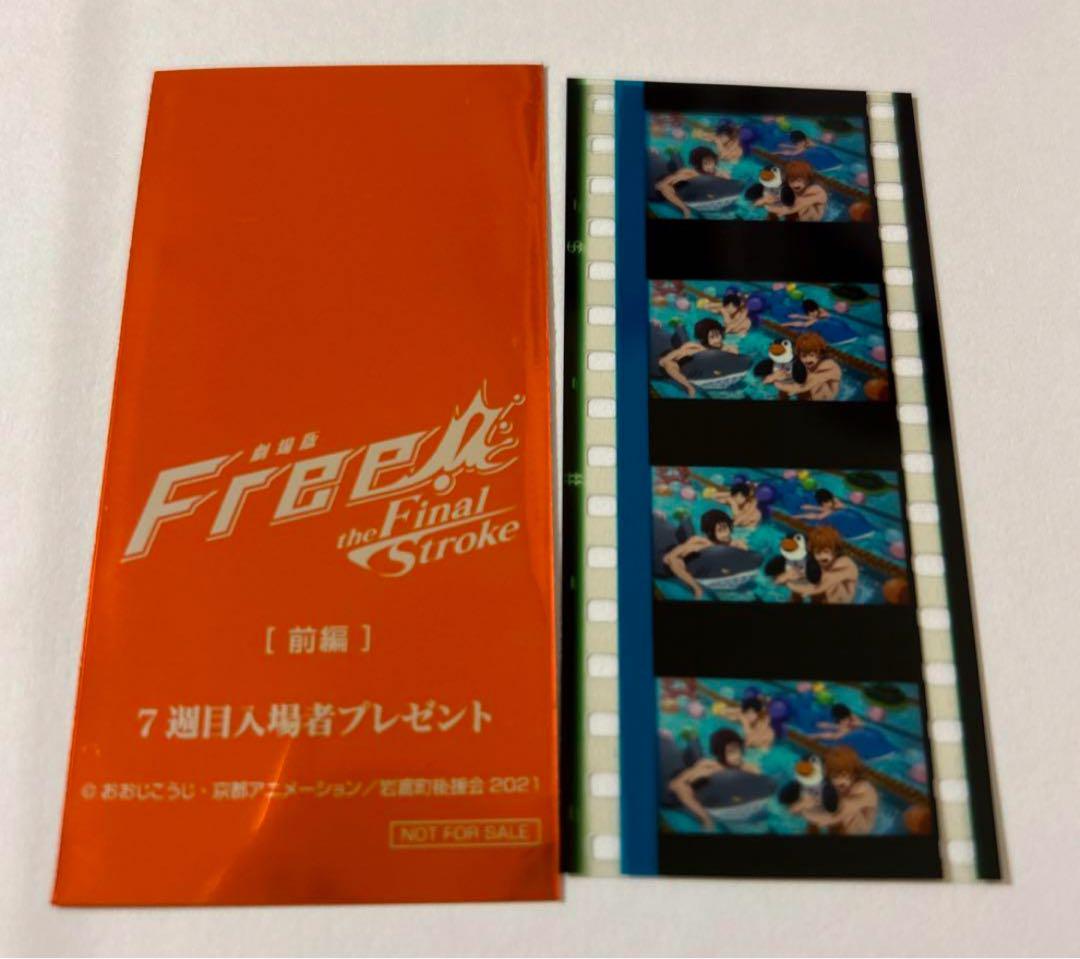 劇場版
Free!
the Final
Stroke
[ 前編 ]
7週目入場者プレゼント
©おおじこうじ・京都アニメーション/岩鳶町後援会 2021
NOT FOR SALE